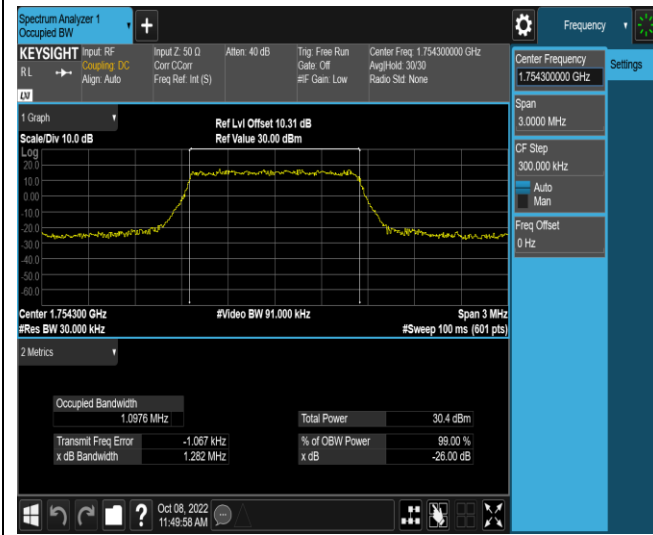 Spectrum Analyzer 1
Occupied BW
Frequency
KEYSIGHT
RL
Input: RF
Coupling: DC
Align: Auto
Input Z: 50 Ω
Corr CCorr
Freq Ref: Int (S)
Atten: 40 dB
Trig: Free Run
Gate: Off
#IF Gain: Low
Center Freq: 1.754300000 GHz
Avg|Hold: 30/30
Radio Std: None
LXI
Center Frequency
1.754300000 GHz
Settings
Span
3.0000 MHz
CF Step
300.000 kHz
Auto
Man
Freq Offset
0 Hz
1 Graph
Scale/Div 10.0 dB
Ref Lvl Offset 10.31 dB
Ref Value 30.00 dBm
Log
20.0
10.0
0.00
-10.0
-20.0
-30.0
-40.0
-50.0
-60.0
Center 1.754300 GHz
#Video BW 91.000 kHz
Span 3 MHz
#Res BW 30.000 kHz
#Sweep 100 ms (601 pts)
2 Metrics
Occupied Bandwidth
1.0976 MHz
Total Power 30.4 dBm
Transmit Freq Error -1.067 kHz
% of OBW Power 99.00 %
x dB Bandwidth 1.282 MHz
x dB -26.00 dB
Oct 08, 2022
11:49:58 AM